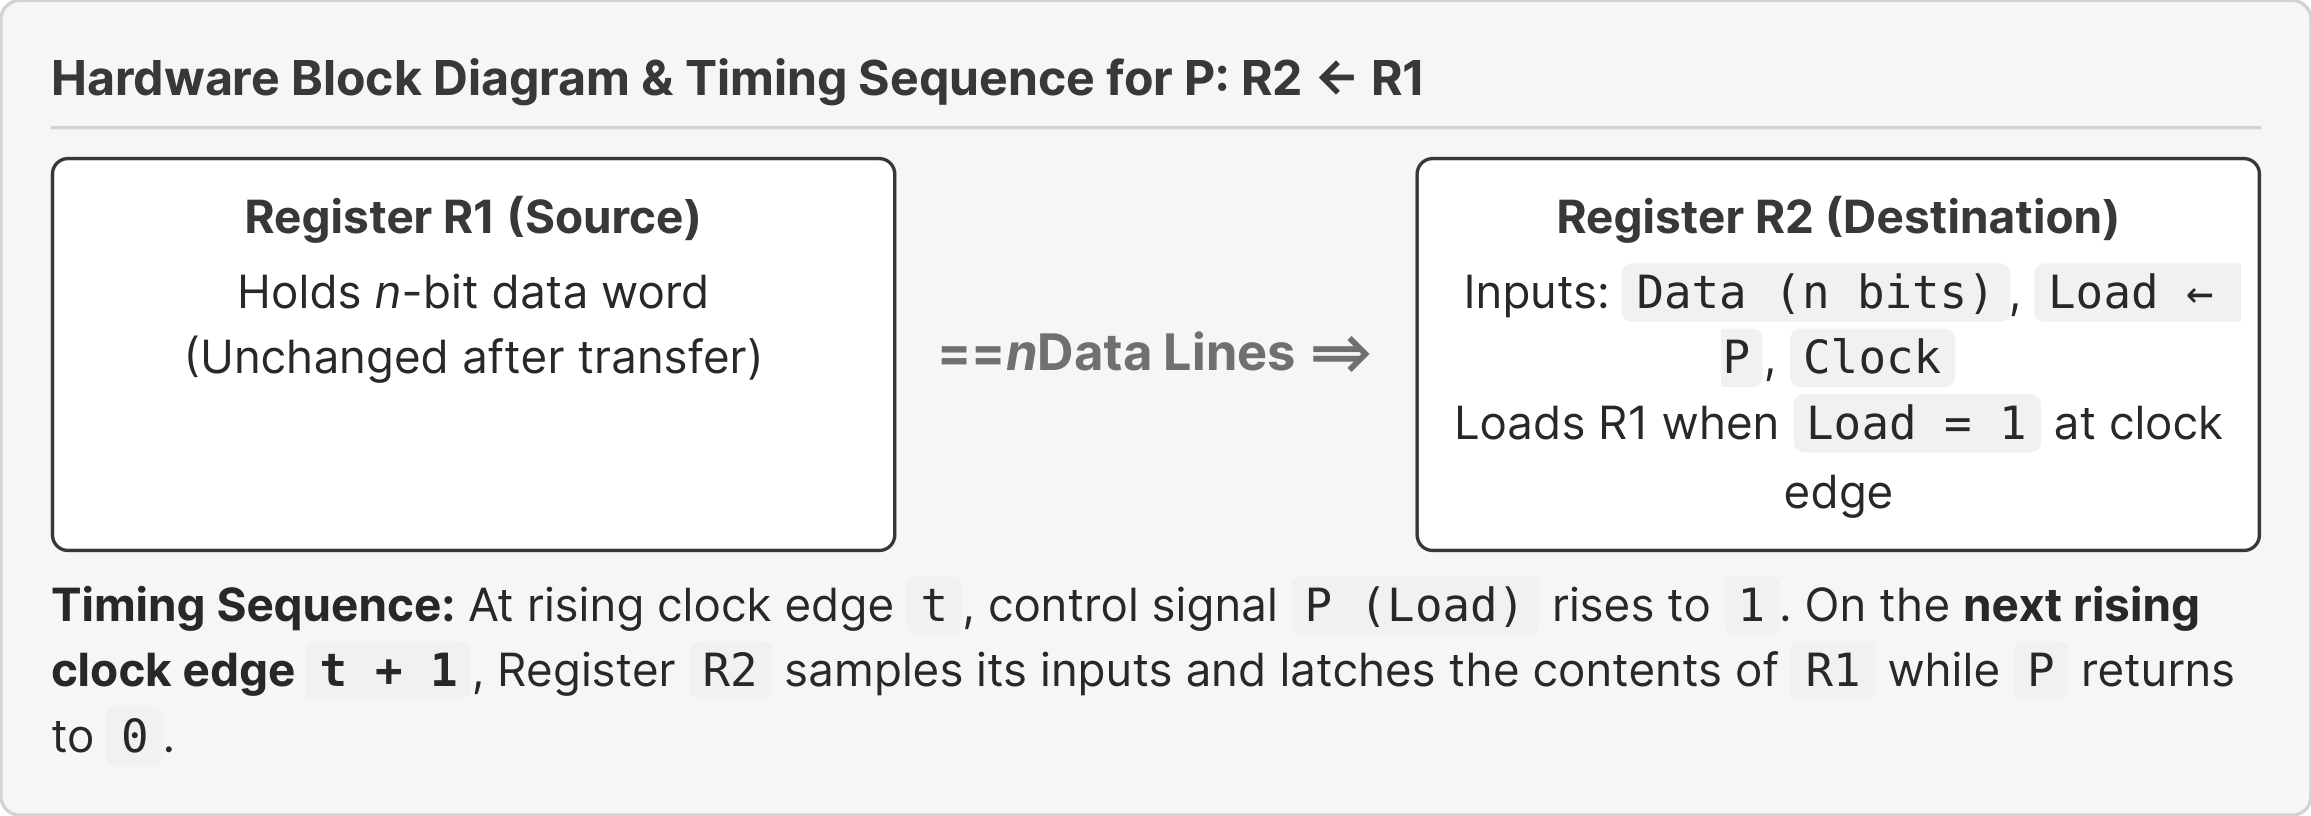 Hardware Block Diagram & Timing Sequence for P: R2 ← R1
Register R1 (Source)
Holds n-bit data word
(Unchanged after transfer)
==nData Lines ⇒
Register R2 (Destination)
Inputs: Data (n bits), Load ←
P, Clock
Loads R1 when Load = 1 at clock
edge
Timing Sequence: At rising clock edge t, control signal P (Load) rises to 1. On the next rising
clock edge t + 1, Register R2 samples its inputs and latches the contents of R1 while P returns
to 0.